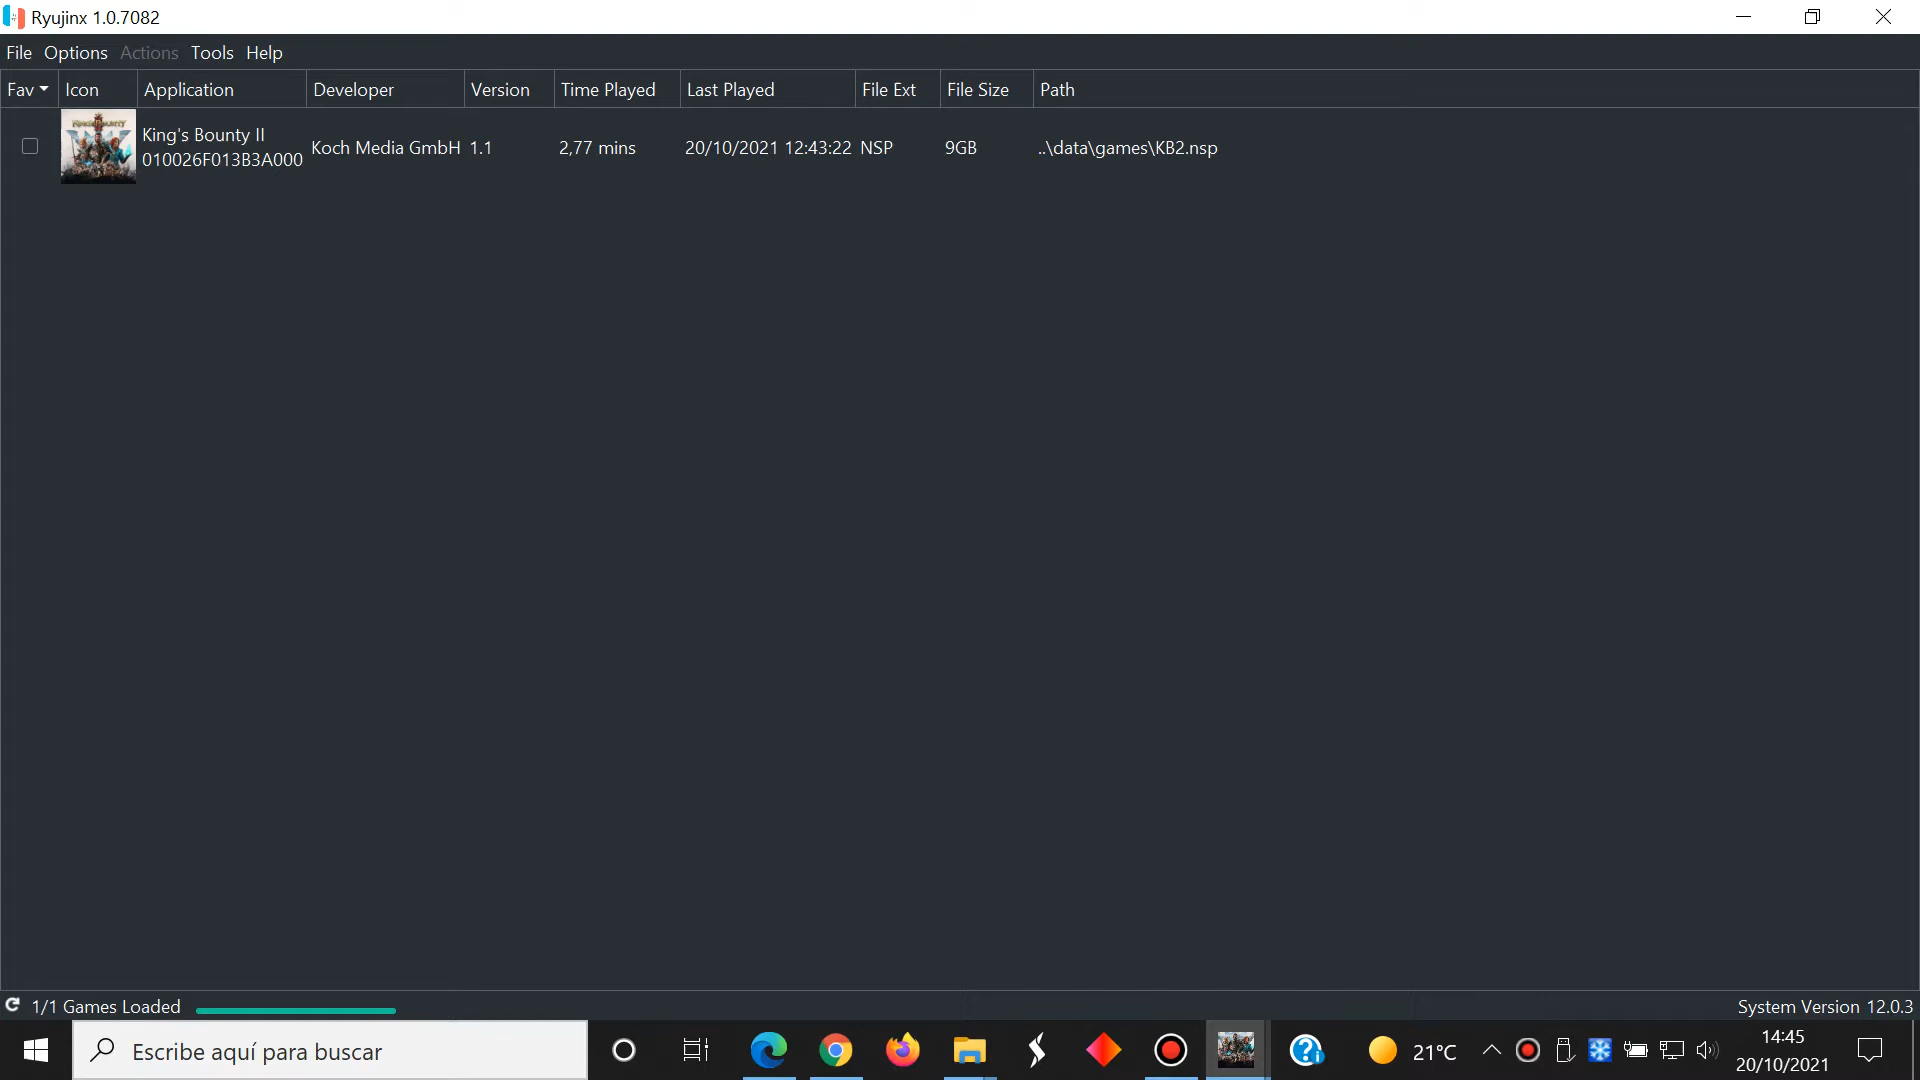 Ryujinx 1.0.7082
File Options Actions Tools Help
Fav Icon Application Developer Version Time Played Last Played File Ext File Size Path
King's Bounty II
010026F013B3A000 Koch Media GmbH 1.1 2,77 mins 20/10/2021 12:43:22 NSP 9GB ..\data\games\KB2.nsp
1/1 Games Loaded System Version 12.0.3
Escribe aquí para buscar 21°C 14:45
20/10/2021